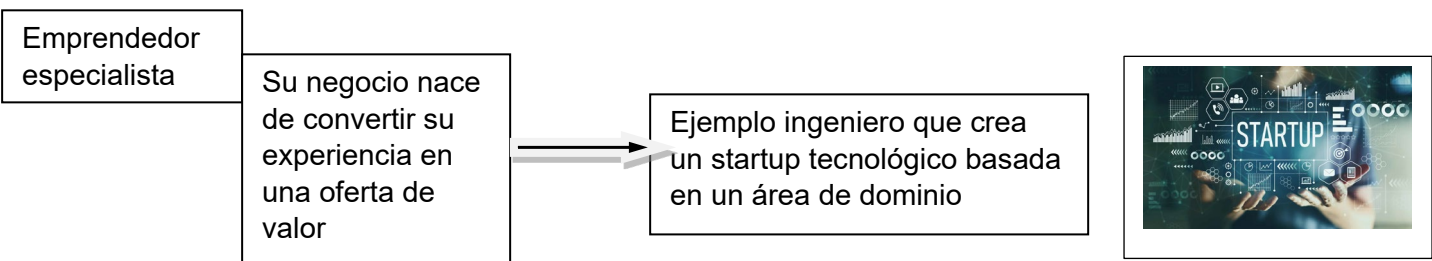 Emprendedor
especialista
Su negocio nace
de convertir su
experiencia en
una oferta de
valor
Ejemplo ingeniero que crea
un startup tecnológico basada
en un área de dominio
STARTUP